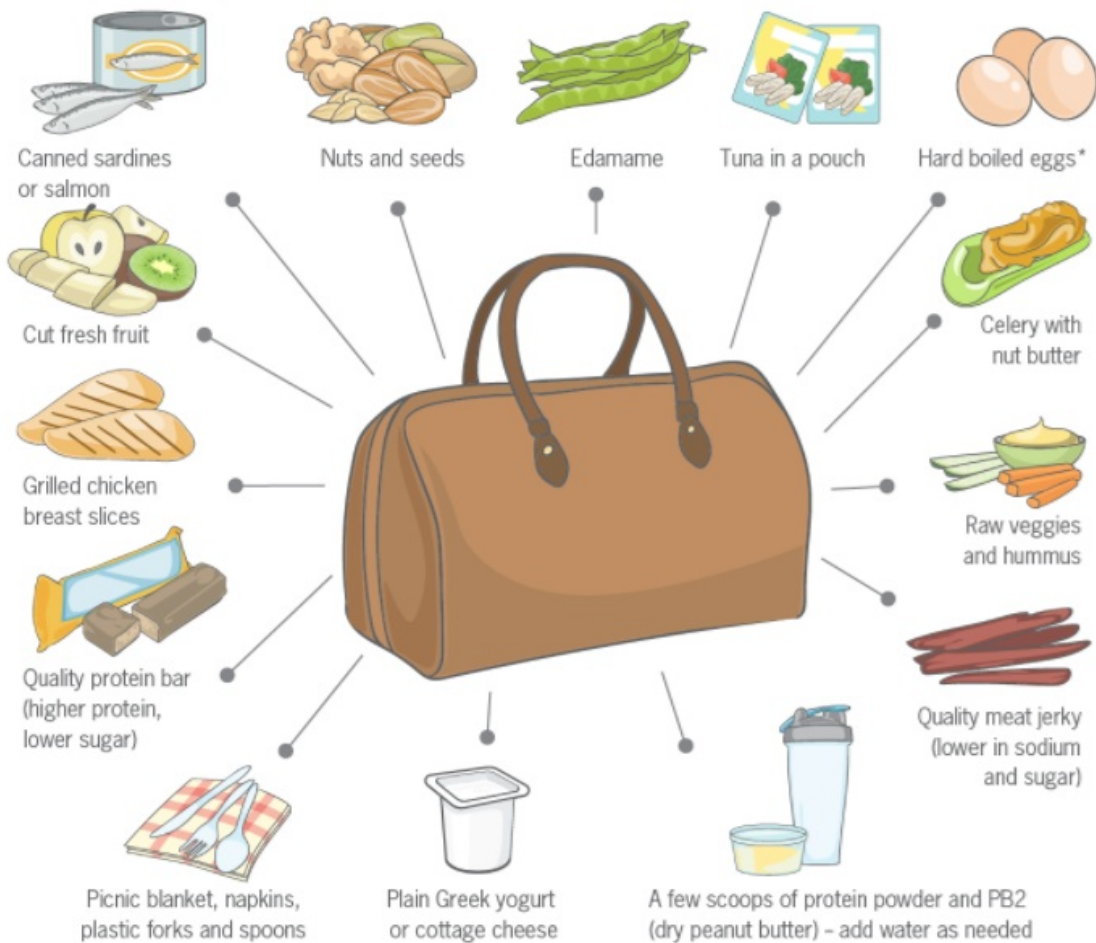 Canned sardines
or salmon
Nuts and seeds
Edamame
Tuna in a pouch
Hard boiled eggs*
Cut fresh fruit
Celery with
nut butter
Grilled chicken
breast slices
Raw veggies
and hummus
Quality protein bar
(higher protein,
lower sugar)
Quality meat jerky
(lower in sodium
and sugar)
Picnic blanket, napkins,
plastic forks and spoons
Plain Greek yogurt
or cottage cheese
A few scoops of protein powder and PB2
(dry peanut butter) – add water as needed